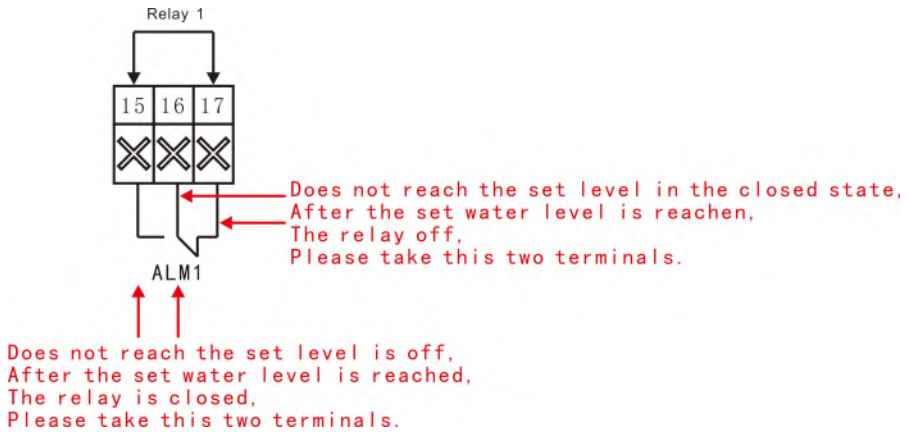 Relay 1
15 16 17
Does not reach the set level in the closed state,
After the set water level is reachen,
The relay off,
Please take this two terminals.
ALM1
Does not reach the set level is off,
After the set water level is reached,
The relay is closed,
Please take this two terminals.